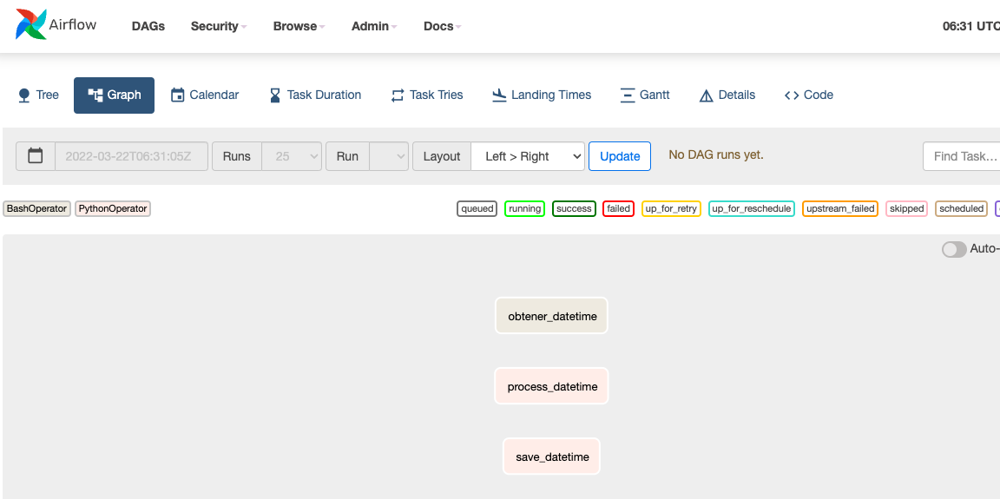 Airflow DAGs Security Browse Admin Docs 06:31 UTC
Tree Graph Calendar Task Duration Task Tries Landing Times Gantt Details Code
2022-03-22T06:31:05Z Runs 25 Run Layout Left > Right Update No DAG runs yet. Find Task...
BashOperator PythonOperator queued running success failed up_for_retry up_for_reschedule upstream_failed skipped scheduled
Auto-
obtener_datetime
process_datetime
save_datetime